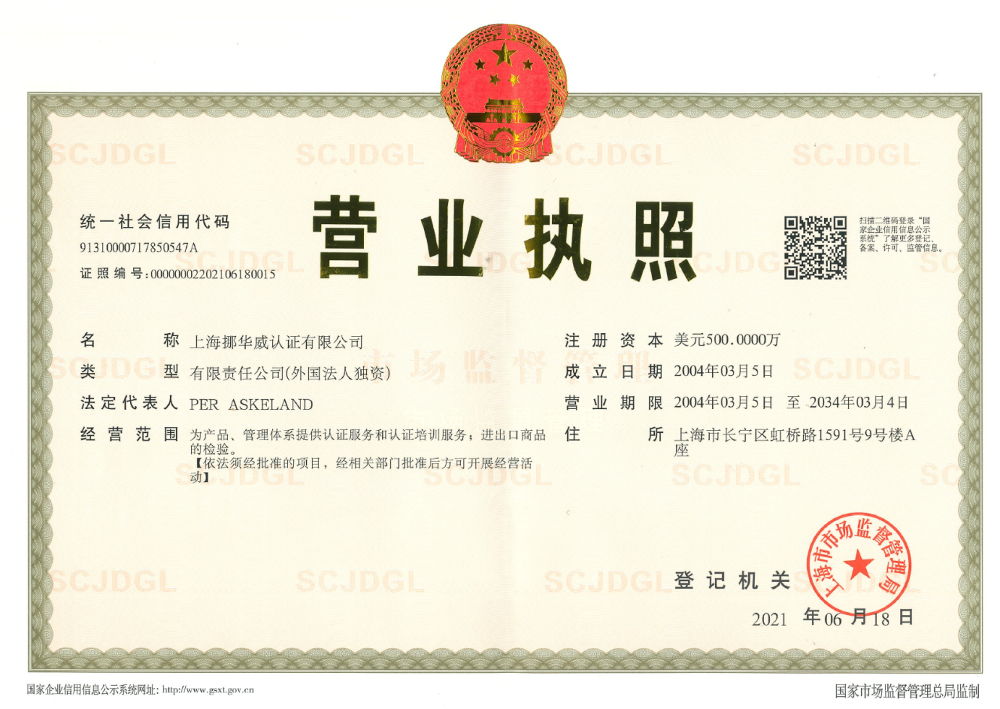 营业执照
统一社会信用代码
91310000717850547A
证照编号:00000002202106180015
扫描二维码登录“国
家企业信用信息公示
系统”了解更多登记、
备案、许可、监管信息。
名称 上海挪华威认证有限公司
类型 有限责任公司(外国法人独资)
法定代表人 PER ASKELAND
经营范围 为产品、管理体系提供认证服务和认证培训服务；进出口商品
的检验。
【依法须经批准的项目，经相关部门批准后方可开展经营活
动】
注册资本 美元500.0000万
成立日期 2004年03月5日
营业期限 2004年03月5日 至 2034年03月4日
住所 上海市长宁区虹桥路1591号9号楼A
座
登记机关
上海市市场监督管理局
2021 年06 月18 日
国家企业信用信息公示系统网址：http://www.gsxt.gov.cn
国家市场监督管理总局监制
SCJDGL
市场监督管理